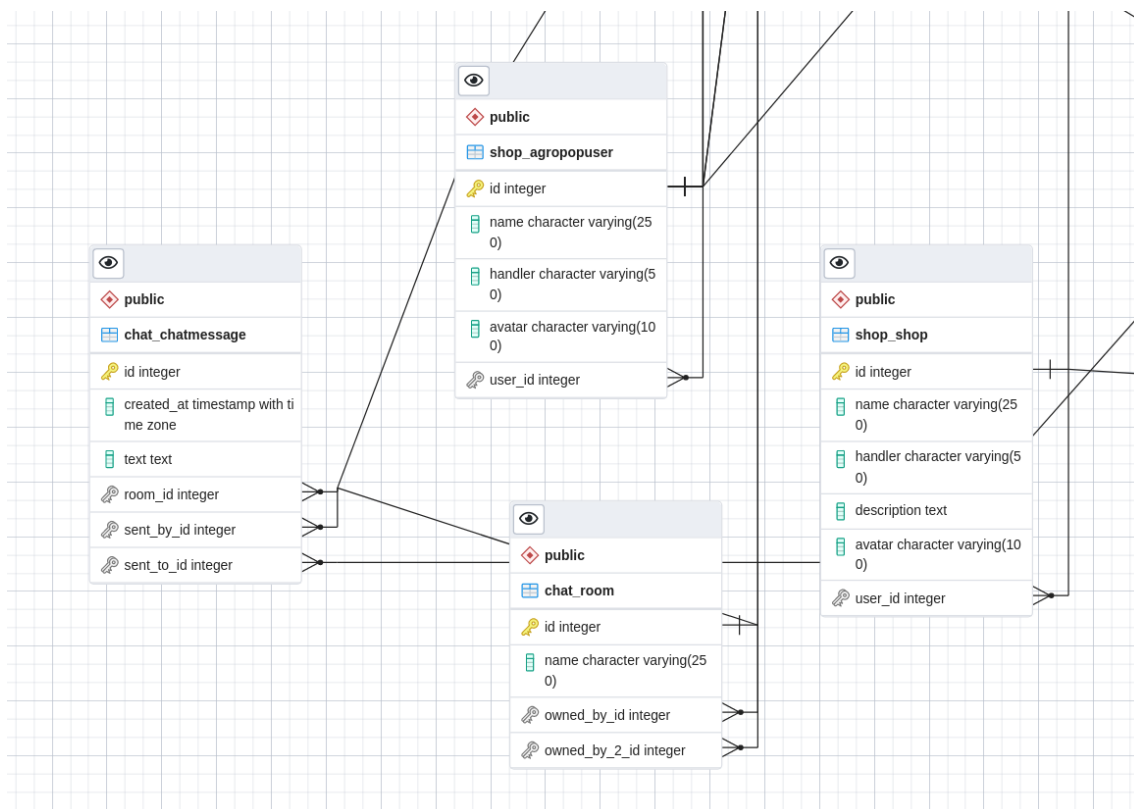 public
shop_agropopuser
id integer
name character varying(25
0)
handler character varying(5
0)
avatar character varying(10
0)
user_id integer
public
chat_chatmessage
id integer
created_at timestamp with ti
me zone
text text
room_id integer
sent_by_id integer
sent_to_id integer
public
shop_shop
id integer
name character varying(25
0)
handler character varying(5
0)
description text
avatar character varying(10
0)
user_id integer
public
chat_room
id integer
name character varying(25
0)
owned_by_id integer
owned_by_2_id integer